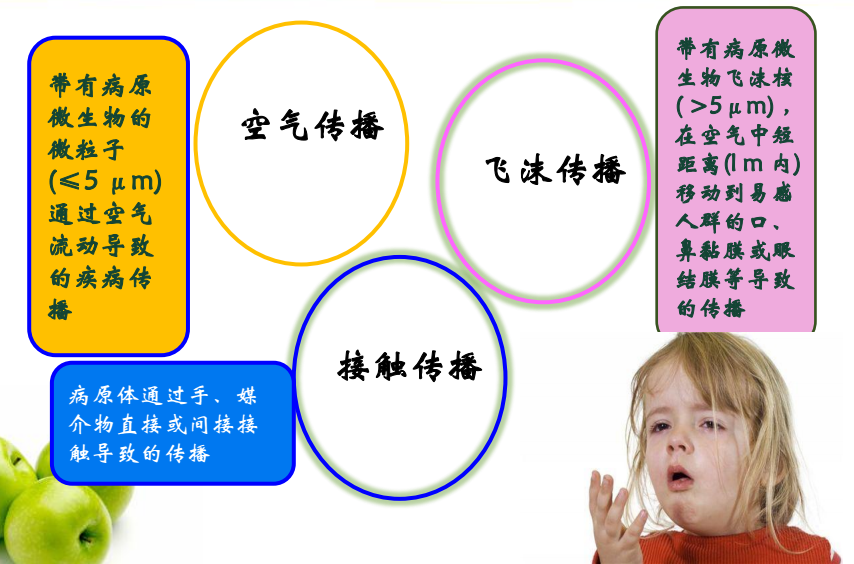 带有病原
微生物的
微粒子
(≤5 μm)
通过空气
流动导致
的疾病传
播
空气传播
飞沫传播
带有病原微
生物飞沫核
( >5μm) ,
在空气中短
距离(1m内)
移动到易感
人群的口、
鼻黏膜或眼
结膜等导致
的传播
接触传播
病原体通过手、媒
介物直接或间接接
触导致的传播